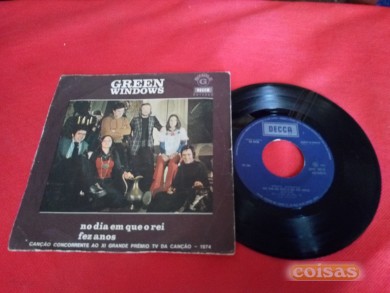 GREEN
WINDOWS
DECCA
no dia em que o rei
fez anos
CANÇÃO CONCORRENTE AO XI GRANDE PRÉMIO TV DA CANÇÃO - 1974
DECCA
coisas